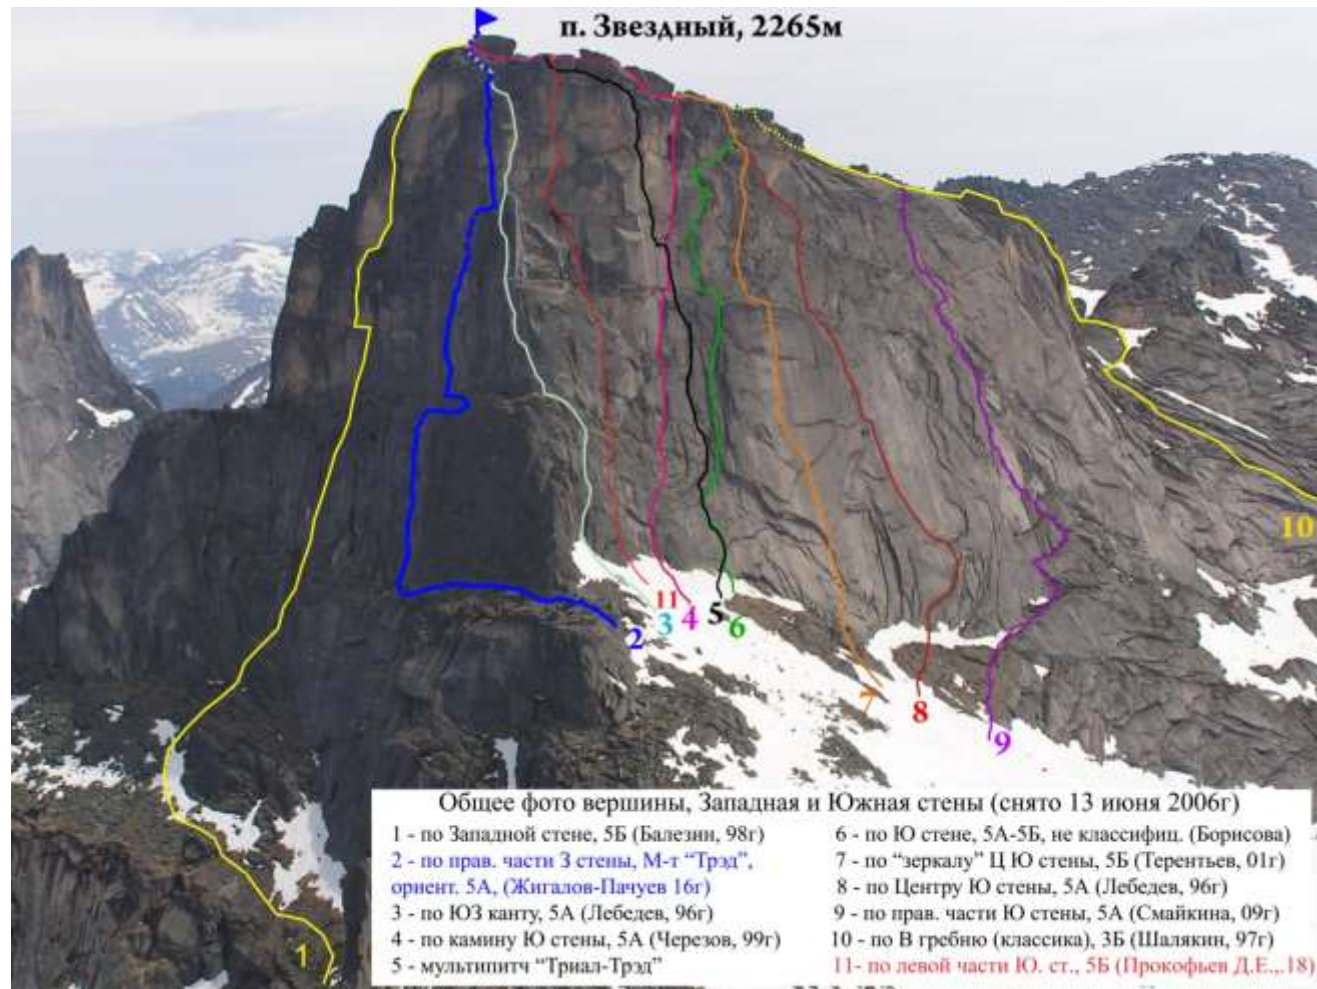 п. Звездный, 2265м
10
11
3
4
5
6
2
7
8
9
1
Общее фото вершины, Западная и Южная стены (снято 13 июня 2006г)
1 - по Западной стене, 5Б (Балезин, 98г)
2 - по прав. части З стены, М-т “Трэд”,
ориент. 5А, (Жигалов-Пачуев 16г)
3 - по ЮЗ канту, 5А (Лебедев, 96г)
4 - по камину Ю стены, 5А (Черезов, 99г)
5 - мультипитч “Триал-Трэд”
6 - по Ю стене, 5А-5Б, не классифиц. (Борисова)
7 - по “зеркалу” Ц Ю стены, 5Б (Терентьев, 01г)
8 - по Центру Ю стены, 5А (Лебедев, 96г)
9 - по прав. части Ю стены, 5А (Смайкина, 09г)
10 - по В гребню (классика), 3Б (Шалякин, 97г)
11- по левой части Ю. ст., 5Б (Прокофьев Д.Е.,.18)